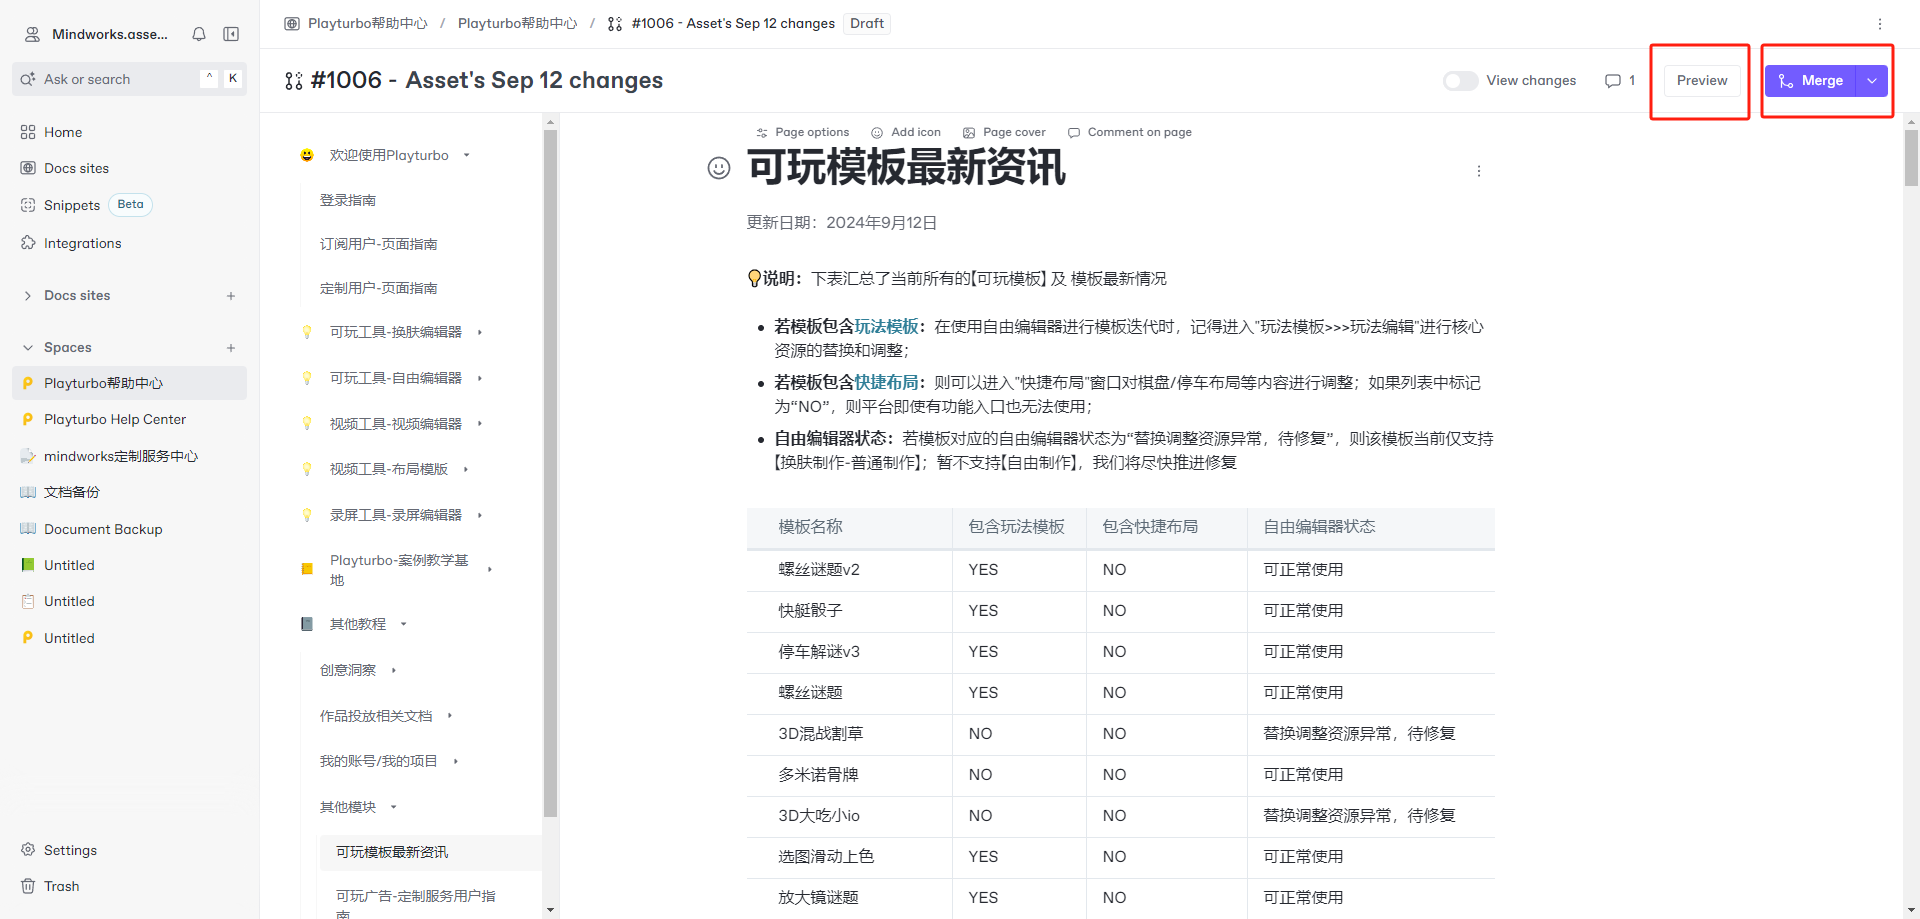 Mindworks.asse...
Ask or search
^ K
Home
Docs sites
Snippets Beta
Integrations
Docs sites
Spaces
Playturbo帮助中心
Playturbo Help Center
mindworks定制服务中心
文档备份
Document Backup
Untitled
Untitled
Untitled
Settings
Trash
Playturbo帮助中心 / Playturbo帮助中心 / #1006 - Asset's Sep 12 changes Draft
#1006 - Asset's Sep 12 changes
View changes
1
Preview
Merge
欢迎使用Playturbo
登录指南
订阅用户-页面指南
定制用户-页面指南
可玩工具-换肤编辑器
可玩工具-自由编辑器
视频工具-视频编辑器
视频工具-布局模版
录屏工具-录屏编辑器
Playturbo-案例教学基
地
其他教程
创意洞察
作品投放相关文档
我的账号/我的项目
其他模块
可玩模板最新资讯
可玩广告-定制服务用户指
南
Page options Add icon Page cover Comment on page
可玩模板最新资讯
更新日期：2024年9月12日
说明：下表汇总了当前所有的【可玩模板】及 模板最新情况
若模板包含玩法模板：在使用自由编辑器进行模板迭代时，记得进入"玩法模板>>>玩法编辑"进行核心
资源的替换和调整；
若模板包含快捷布局：则可以进入"快捷布局"窗口对棋盘/停车布局等内容进行调整；如果列表中标记
为“NO”，则平台即使有功能入口也无法使用；
自由编辑器状态：若模板对应的自由编辑器状态为“替换调整资源异常，待修复”，则该模板当前仅支持
【换肤制作-普通制作】；暂不支持【自由制作】，我们将尽快推进修复
模板名称 包含玩法模板 包含快捷布局 自由编辑器状态
螺丝谜题v2 YES NO 可正常使用
快艇骰子 YES NO 可正常使用
停车解谜v3 YES NO 可正常使用
螺丝谜题 YES NO 可正常使用
3D混战割草 NO NO 替换调整资源异常，待修复
多米诺骨牌 NO NO 可正常使用
3D大吃小io NO NO 替换调整资源异常，待修复
选图滑动上色 YES NO 可正常使用
放大镜谜题 YES NO 可正常使用